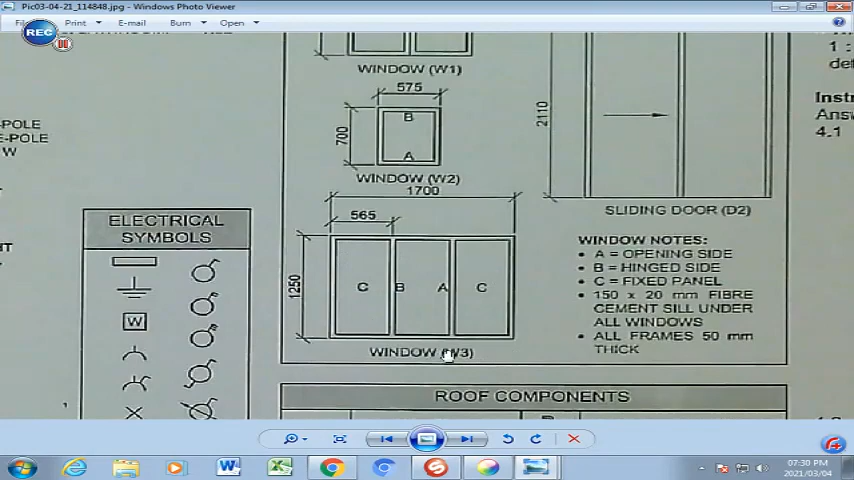 Pic03-04-21_114848.jpg - Windows Photo Viewer
Print
E-mail
Burn
Open
REC
WINDOW (W1)
575
B
700
A
WINDOW (W2)
1700
565
1250
C
B
A
C
WINDOW (W3)
2110
SLIDING DOOR (D2)
WINDOW NOTES:
• A = OPENING SIDE
• B = HINGED SIDE
• C = FIXED PANEL
• 150 x 20 mm FIBRE
CEMENT SILL UNDER
ALL WINDOWS
• ALL FRAMES 50 mm
THICK
ROOF COMPONENTS
-POLE
E-POLE
W
ELECTRICAL
SYMBOLS
W
1 :
det
Instr
Ansv
4.1
07:30 PM
2021/03/04